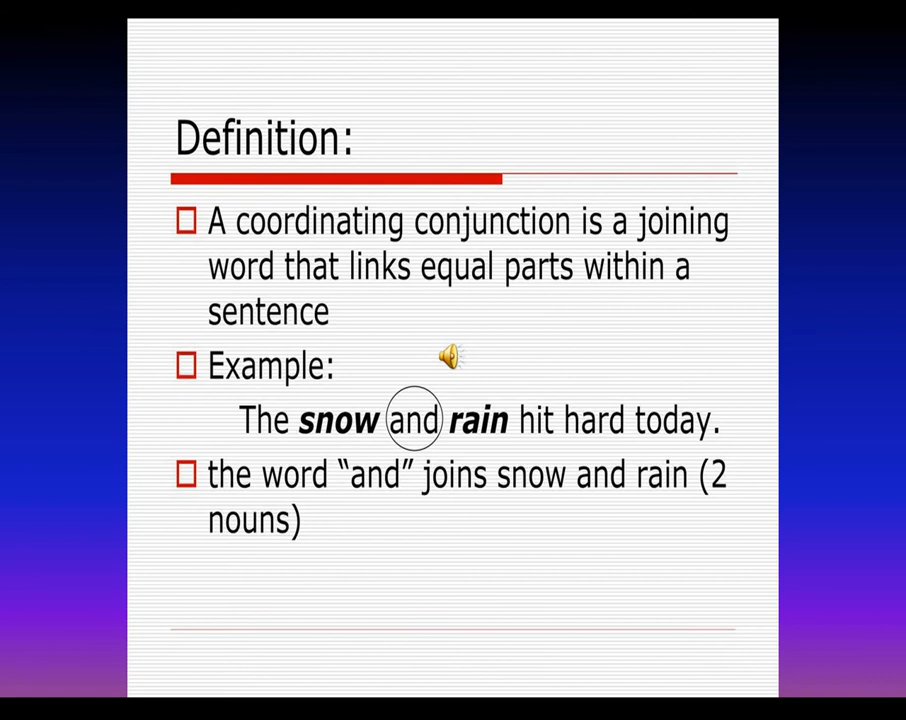 Definition:
A coordinating conjunction is a joining
word that links equal parts within a
sentence
Example:
The snow and rain hit hard today.
the word “and” joins snow and rain (2
nouns)